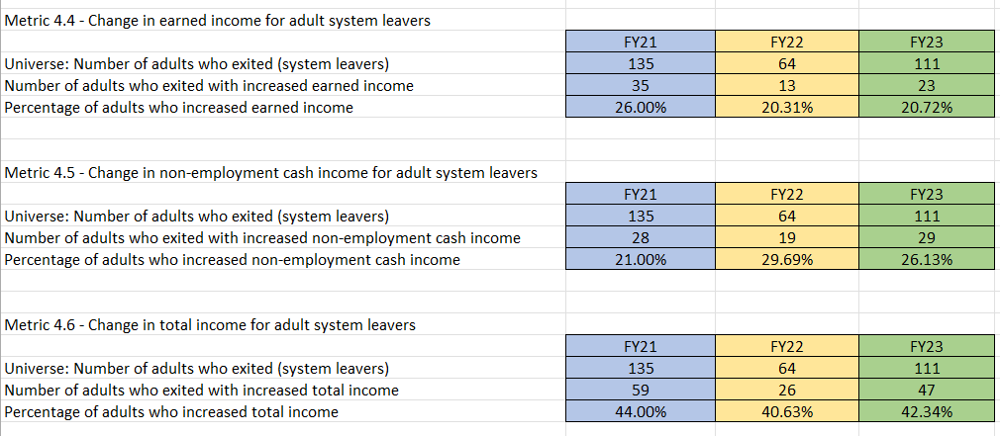 Metric 4.4 - Change in earned income for adult system leavers
FY21 FY22 FY23
Universe: Number of adults who exited (system leavers) 135 64 111
Number of adults who exited with increased earned income 35 13 23
Percentage of adults who increased earned income 26.00% 20.31% 20.72%
Metric 4.5 - Change in non-employment cash income for adult system leavers
FY21 FY22 FY23
Universe: Number of adults who exited (system leavers) 135 64 111
Number of adults who exited with increased non-employment cash income 28 19 29
Percentage of adults who increased non-employment cash income 21.00% 29.69% 26.13%
Metric 4.6 - Change in total income for adult system leavers
FY21 FY22 FY23
Universe: Number of adults who exited (system leavers) 135 64 111
Number of adults who exited with increased total income 59 26 47
Percentage of adults who increased total income 44.00% 40.63% 42.34%